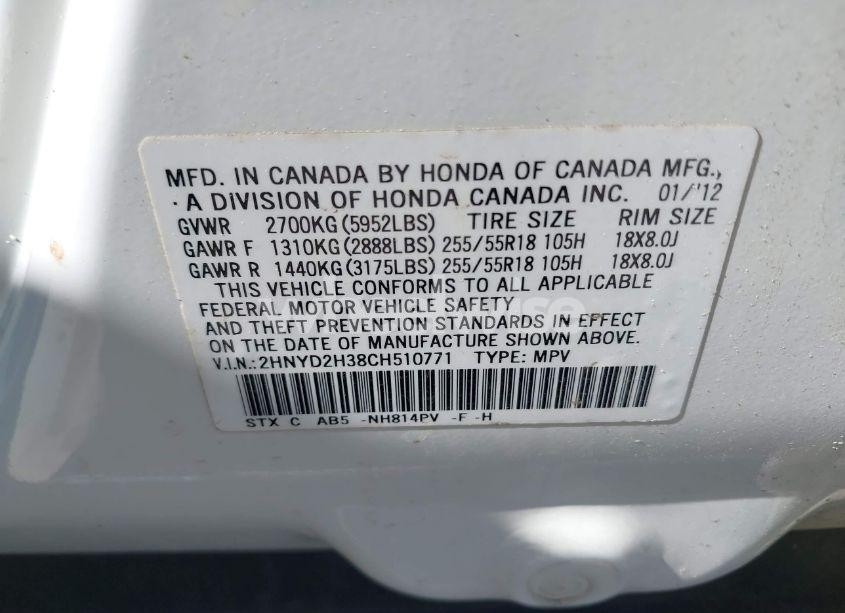 MFD. IN CANADA BY HONDA OF CANADA MFG.,
· A DIVISION OF HONDA CANADA INC. 01/'12
GVWR 2700KG (5952LBS) TIRE SIZE RIM SIZE
GAWR F 1310KG (2888LBS) 255/55R18 105H 18X8.0J
GAWR R 1440KG (3175LBS) 255/55R18 105H 18X8.0J
THIS VEHICLE CONFORMS TO ALL APPLICABLE
FEDERAL MOTOR VEHICLE SAFETY
AND THEFT PREVENTION STANDARDS IN EFFECT
ON THE DATE OF MANUFACTURE SHOWN ABOVE.
V.I.N.:2HNYD2H38CH510771 TYPE: MPV
STX C AB5 -NH814PV -F -H